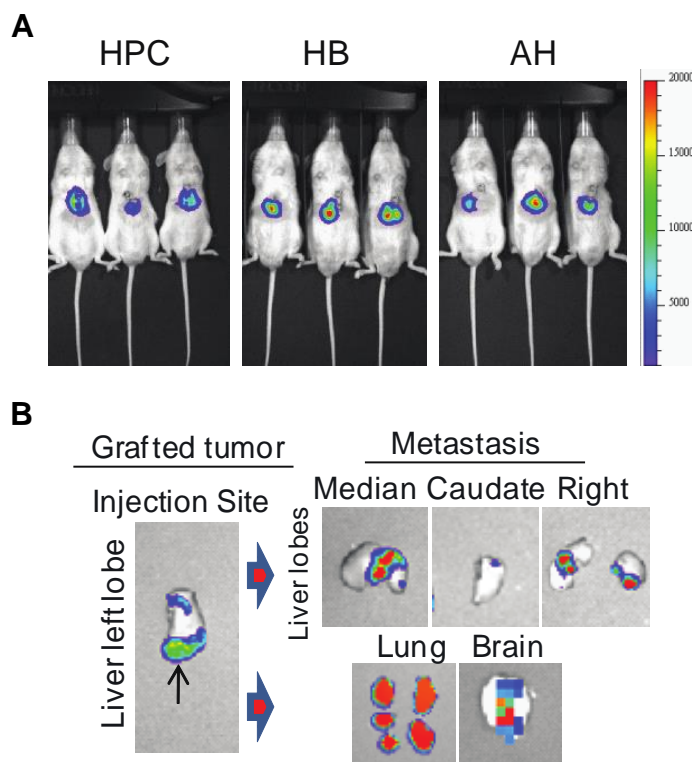 A
HPC HB AH
20000
15000
10000
5000
B
Grafted tumor
Metastasis
Injection Site
Median Caudate Right
Liver left lobe
Liver lobes
Lung Brain